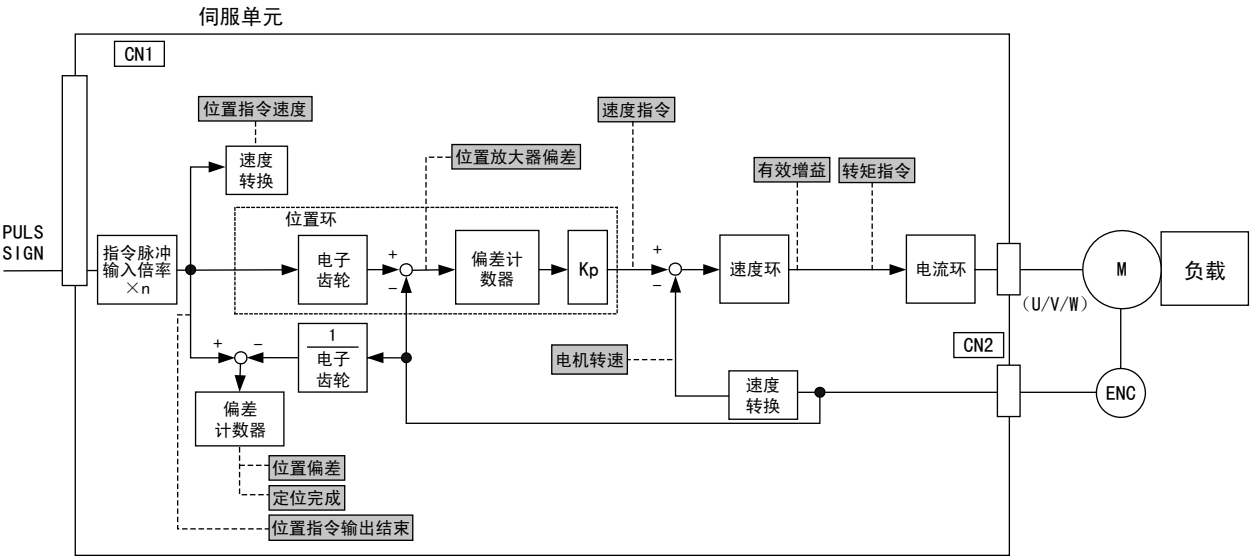 伺服单元
CN1
位置指令速度
速度指令
速度
转换
位置放大器偏差
有效增益
转矩指令
PULS
SIGN
指令脉冲
输入倍率
×n
位置环
电子
齿轮
+
−
偏差计
数器
Kp
+
−
速度环
电流环
(U/V/W)
M
负载
+
−
1
电子
齿轮
电机转速
CN2
速度
转换
ENC
偏差
计数器
位置偏差
定位完成
位置指令输出结束